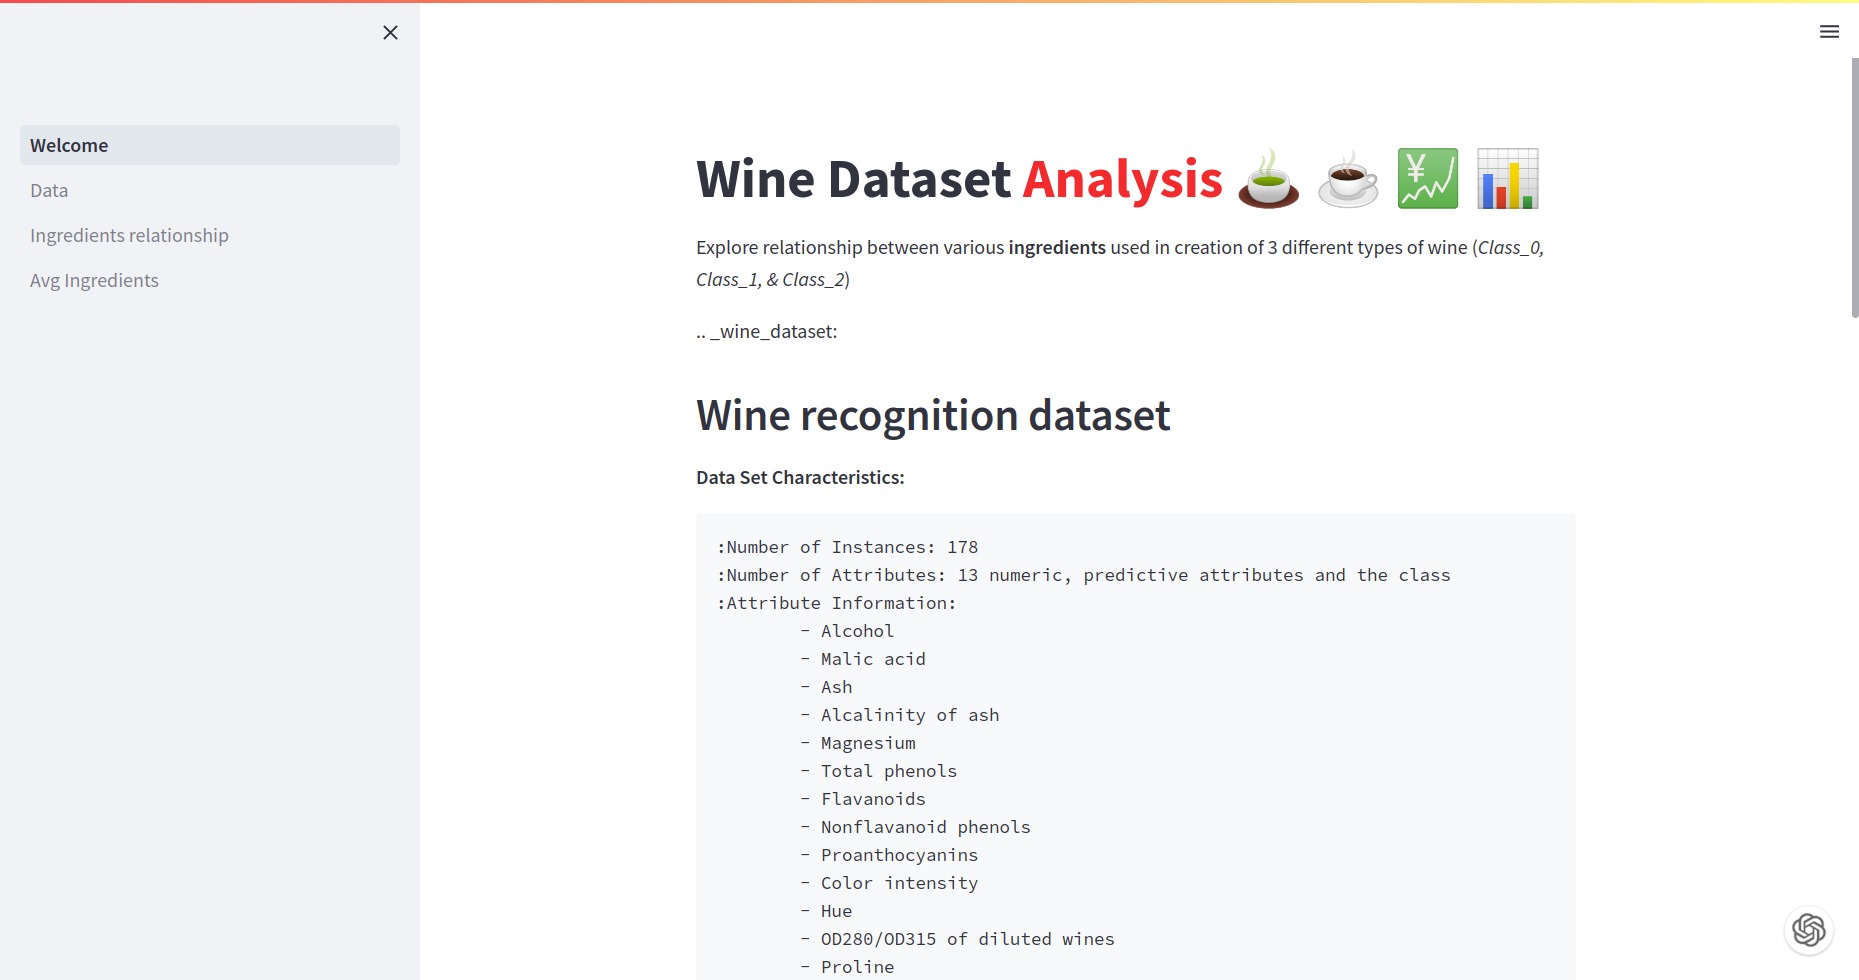 Welcome
Data
Ingredients relationship
Avg Ingredients
Wine Dataset Analysis
Explore relationship between various ingredients used in creation of 3 different types of wine (Class_0,
Class_1, & Class_2)
.. _wine_dataset:
Wine recognition dataset
Data Set Characteristics:
:Number of Instances: 178
:Number of Attributes: 13 numeric, predictive attributes and the class
:Attribute Information:
- Alcohol
- Malic acid
- Ash
- Alcalinity of ash
- Magnesium
- Total phenols
- Flavanoids
- Nonflavanoid phenols
- Proanthocyanins
- Color intensity
- Hue
- OD280/OD315 of diluted wines
- Proline